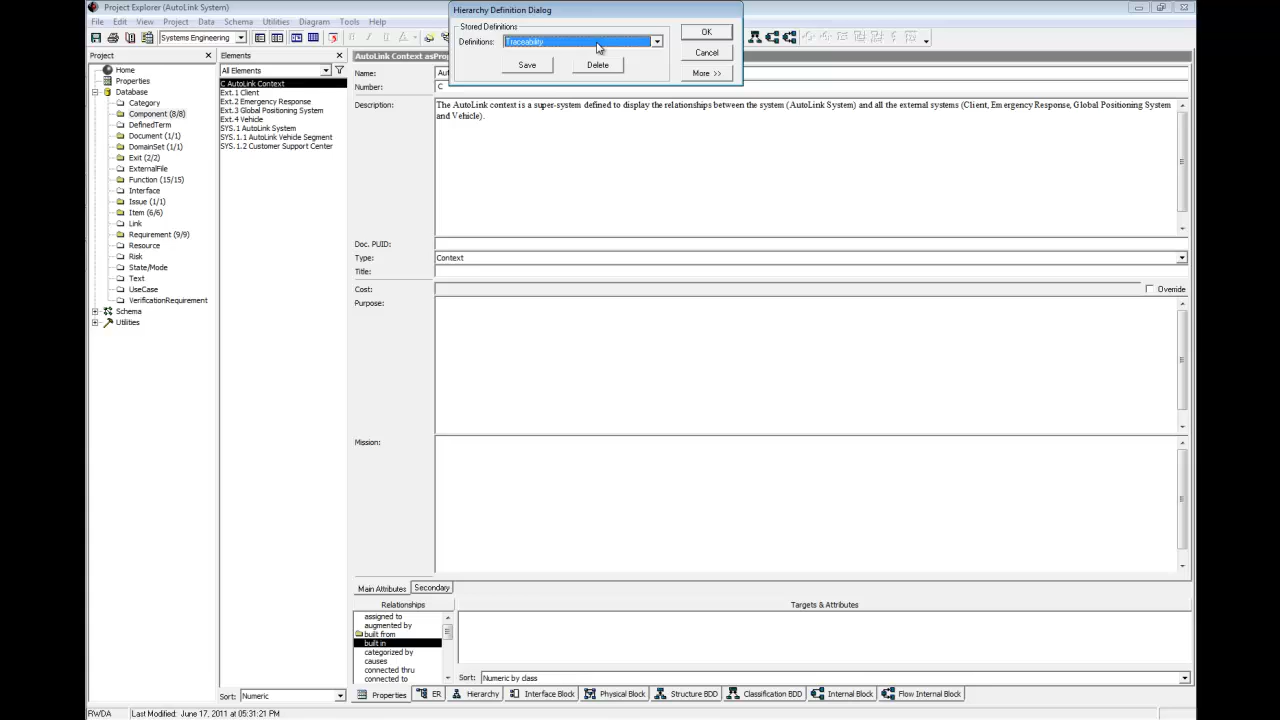 Project Explorer (AutoLink System)
File Edit View Project Data Schema Utilities Diagram Tools
Systems Engineering
Hierarchy Definition Dialog
Stored Definitions
Definitions: Traceability
Save Delete
OK
Cancel
More >>
Project
Home
Properties
Database
Category
Component (8/8)
DefinedTerm
Document (1/1)
DomainSet (1/1)
Exit (2/2)
ExternalFile
Function (15/15)
Interface
Issue (1/1)
Item (6/6)
Link
Requirement (9/9)
Resource
Risk
State/Mode
Text
UseCase
VerificationRequirement
Schema
Utilities
Elements
All Elements
C AutoLink Context
Ext.1 Client
Ext.2 Emergency Response
Ext.3 Global Positioning System
Ext.4 Vehicle
SYS.1 AutoLink System
SYS.1.1 AutoLink Vehicle Segment
SYS.1.2 Customer Support Center
Sort: Numeric
AutoLink Context asProp
Name: Aut
Number: C
Description: The AutoLink context is a super-system defined to display the relationships between the system (AutoLink System) and all the external systems (Client, Emergency Response, Global Positioning System
and Vehicle).
Doc. PUID:
Type: Context
Title:
Cost: Override
Purpose:
Mission:
Main Attributes Secondary
Relationships Targets & Attributes
assigned to
augmented by
built from
built in
categorized by
causes
connected thru
connected to
Sort: Numeric by class
Properties ER Hierarchy Interface Block Physical Block Structure BDD Classification BDD Internal Block Flow Internal Block
RWDA Last Modified: June 17, 2011 at 05:31:21 PM